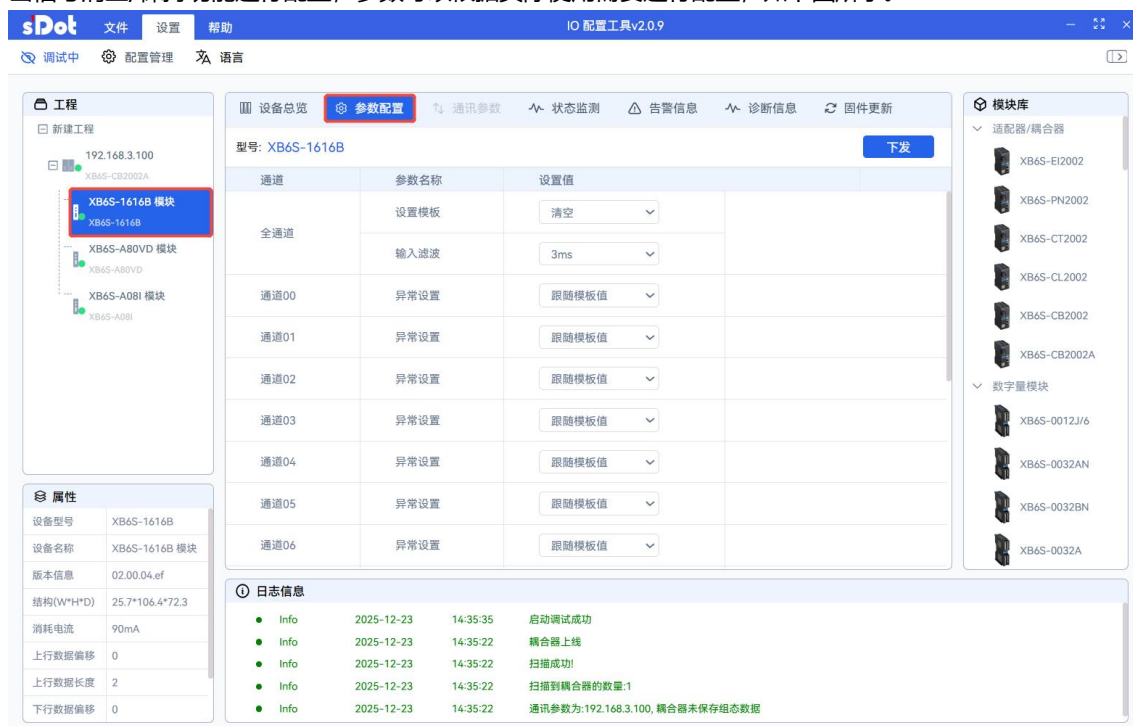 sDot 文件 设置 帮助 IO 配置工具v2.0.9
调试中 配置管理 语言
工程
新建工程
192.168.3.100
XB6S-CB2002A
XB6S-1616B 模块
XB6S-1616B
XB6S-A80VD 模块
XB6S-A80VD
XB6S-A08I 模块
XB6S-A08I
属性
设备型号 XB6S-1616B
设备名称 XB6S-1616B 模块
版本信息 02.00.04.ef
结构(W*H*D) 25.7*106.4*72.3
消耗电流 90mA
上行数据偏移 0
上行数据长度 2
下行数据偏移 0
设备总览 参数配置 通讯参数 状态监测 告警信息 诊断信息 固件更新
型号: XB6S-1616B 下发
通道 参数名称 设置值
全通道 设置模板 清空
输入滤波 3ms
通道00 异常设置 跟随模板值
通道01 异常设置 跟随模板值
通道02 异常设置 跟随模板值
通道03 异常设置 跟随模板值
通道04 异常设置 跟随模板值
通道05 异常设置 跟随模板值
通道06 异常设置 跟随模板值
日志信息
Info 2025-12-23 14:35:35 启动调试成功
Info 2025-12-23 14:35:22 耦合器上线
Info 2025-12-23 14:35:22 扫描成功!
Info 2025-12-23 14:35:22 扫描到耦合器的数量:1
Info 2025-12-23 14:35:22 通讯参数为:192.168.3.100, 耦合器未保存组态数据
模块库
适配器/耦合器
XB6S-EI2002
XB6S-PN2002
XB6S-CT2002
XB6S-CL2002
XB6S-CB2002
XB6S-CB2002A
数字量模块
XB6S-0012J/6
XB6S-0032AN
XB6S-0032BN
XB6S-0032A